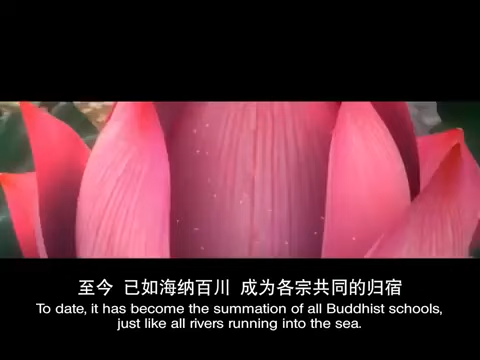 至今 已如海纳百川 成为各宗共同的归宿
To date, it has become the summation of all Buddhist schools,
just like all rivers running into the sea.